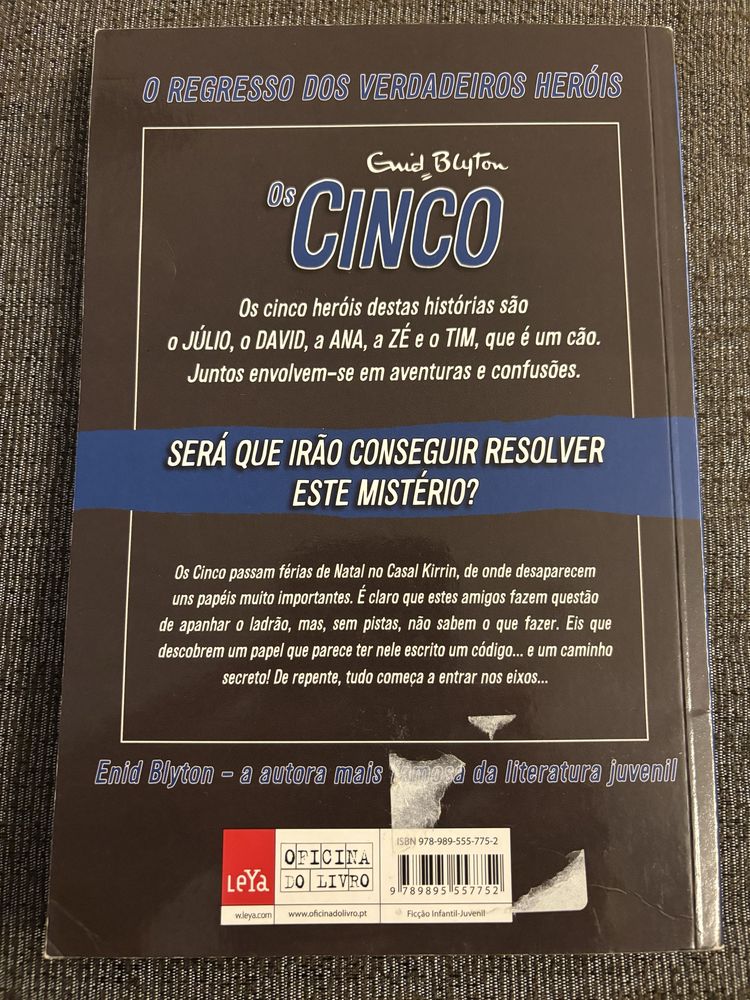 O REGRESSO DOS VERDADEIROS HERÓIS
Enid Blyton
Os
CINCO
Os cinco heróis destas histórias são
o JÚLIO, o DAVID, a ANA, a ZÉ e o TIM, que é um cão.
Juntos envolvem-se em aventuras e confusões.
SERÁ QUE IRÃO CONSEGUIR RESOLVER
ESTE MISTÉRIO?
Os Cinco passam férias de Natal no Casal Kirrin, de onde desaparecem
uns papéis muito importantes. É claro que estes amigos fazem questão
de apanhar o ladrão, mas, sem pistas, não sabem o que fazer. Eis que
descobrem um papel que parece ter nele escrito um código... e um caminho
secreto! De repente, tudo começa a entrar nos eixos...
Enid Blyton – a autora mais da literatura juvenil
ISBN 978-989-555-775-2
LEYA
OFICINA
DO LIVRO
9 789895 557752
w.leya.com
www.oficinadolivro.pt
Ficção Infantil-Juvenil